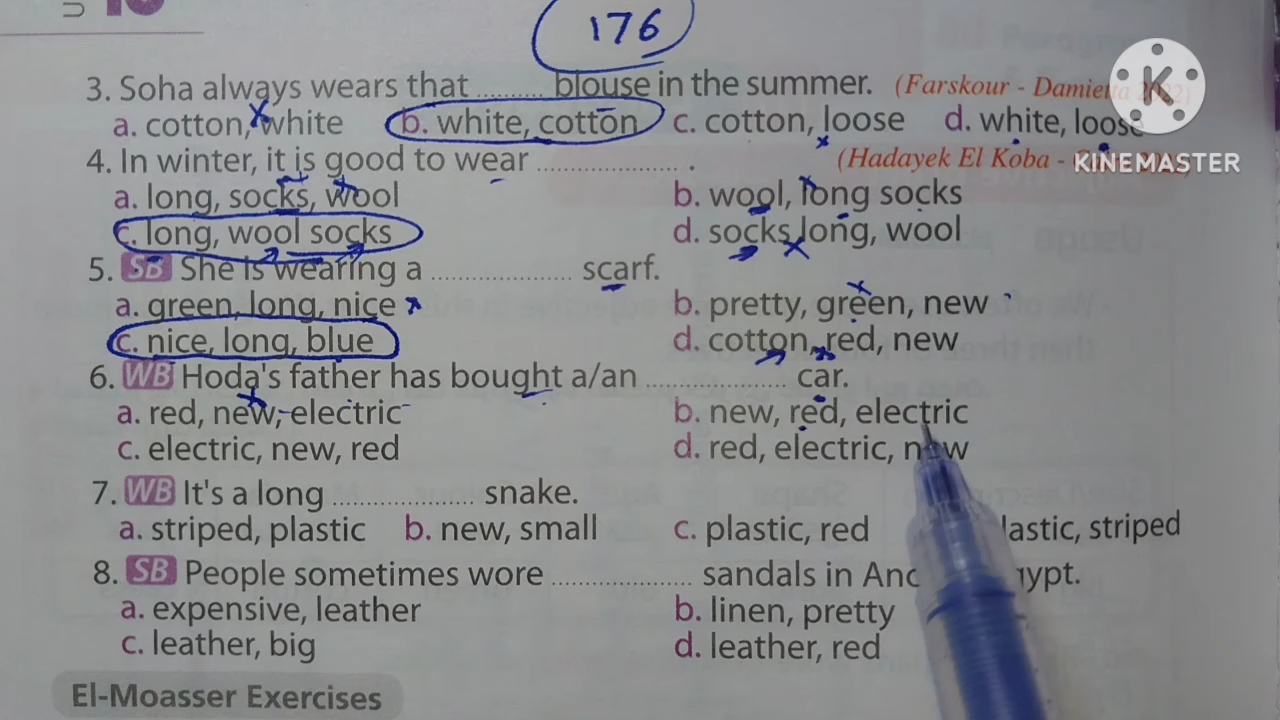 176
3. Soha always wears that .......... blouse in the summer. (Farskour - Damietta 2022)
a. cotton, white b. white, cotton c. cotton, loose d. white, loose
K
KINEMASTER
4. In winter, it is good to wear ..................... . (Hadayek El Koba -
a. long, socks, wool b. wool, long socks
c. long, wool socks d. socks, long, wool
5. SB She is wearing a ..................... scarf.
a. green, long, nice b. pretty, green, new
c. nice, long, blue d. cotton, red, new
6. WB Hoda's father has bought a/an ..................... car.
a. red, new, electric b. new, red, electric
c. electric, new, red d. red, electric, new
7. WB It's a long ..................... snake.
a. striped, plastic b. new, small c. plastic, red lastic, striped
8. SB People sometimes wore ..................... sandals in Anc ypt.
a. expensive, leather b. linen, pretty
c. leather, big d. leather, red
El-Moasser Exercises